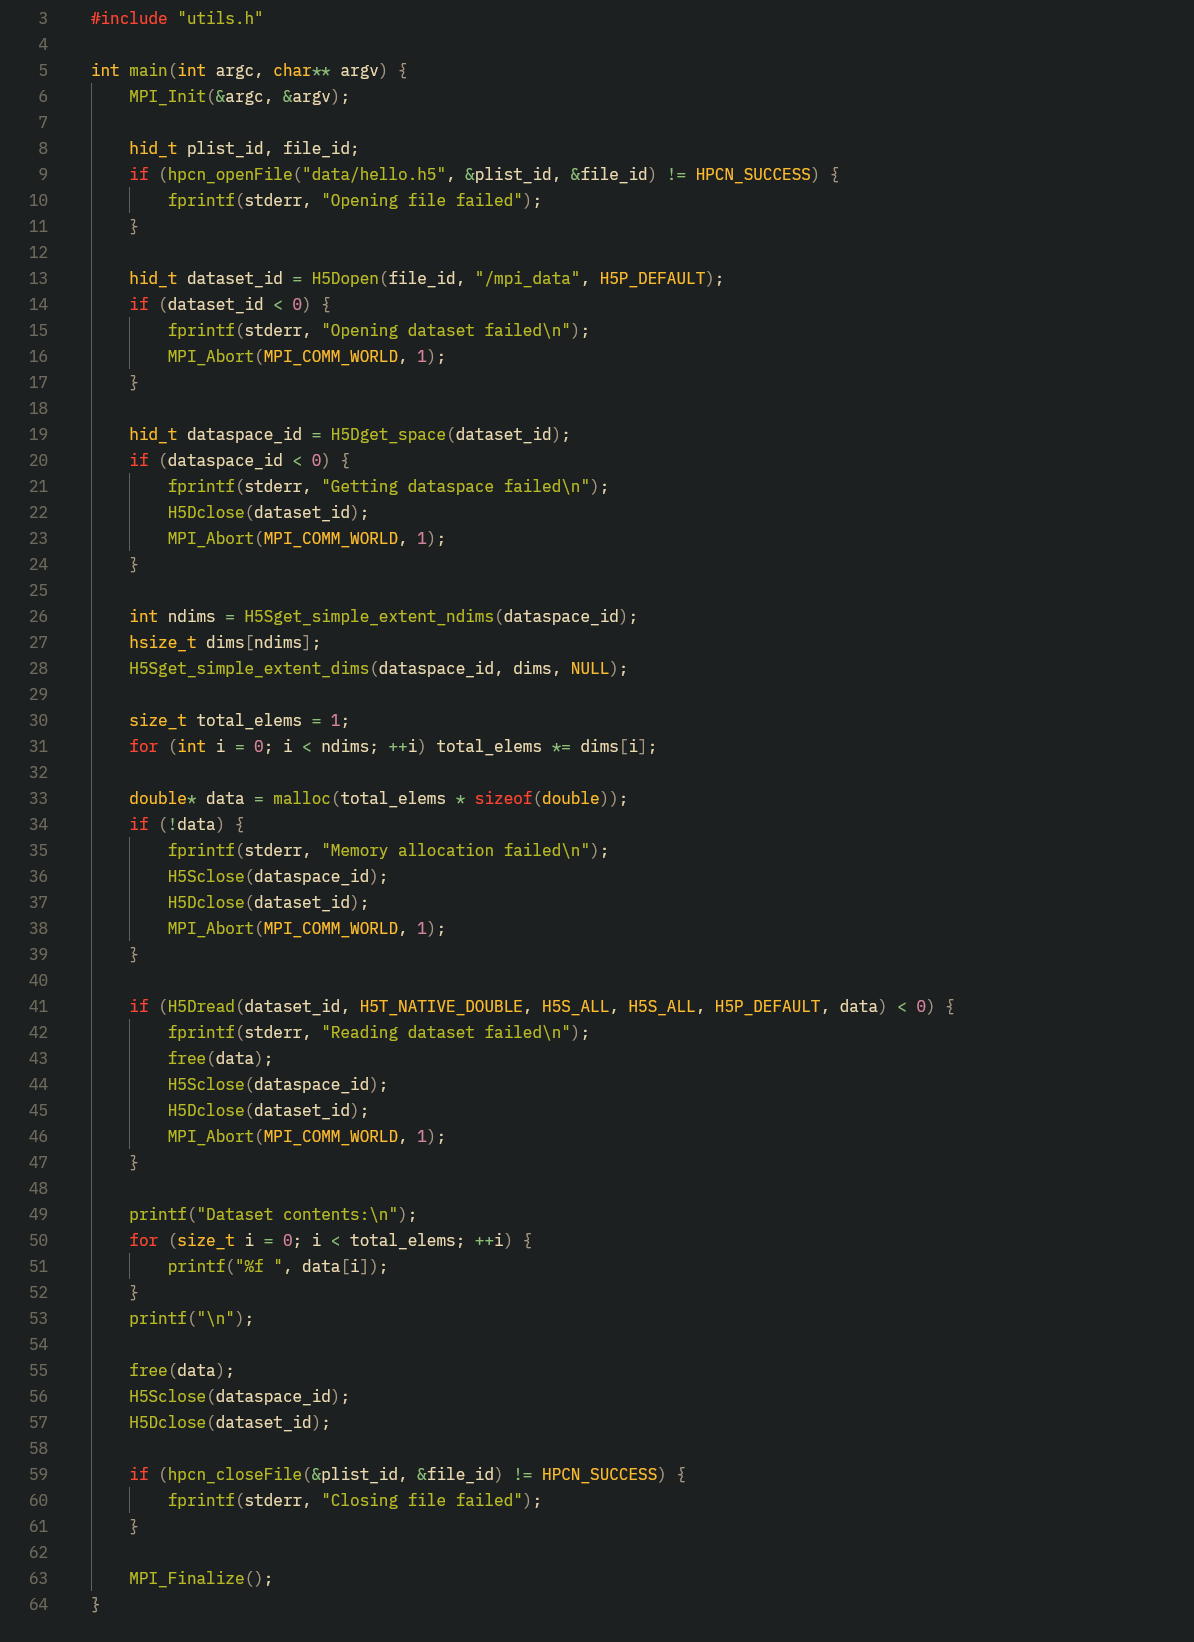 3 #include "utils.h"
4
5 int main(int argc, char** argv) {
6     MPI_Init(&argc, &argv);
7
8     hid_t plist_id, file_id;
9     if (hpcn_openFile("data/hello.h5", &plist_id, &file_id) != HPCN_SUCCESS) {
10         fprintf(stderr, "Opening file failed");
11     }
12
13     hid_t dataset_id = H5Dopen(file_id, "/mpi_data", H5P_DEFAULT);
14     if (dataset_id < 0) {
15         fprintf(stderr, "Opening dataset failed\n");
16         MPI_Abort(MPI_COMM_WORLD, 1);
17     }
18
19     hid_t dataspace_id = H5Dget_space(dataset_id);
20     if (dataspace_id < 0) {
21         fprintf(stderr, "Getting dataspace failed\n");
22         H5Dclose(dataset_id);
23         MPI_Abort(MPI_COMM_WORLD, 1);
24     }
25
26     int ndims = H5Sget_simple_extent_ndims(dataspace_id);
27     hsize_t dims[ndims];
28     H5Sget_simple_extent_dims(dataspace_id, dims, NULL);
29
30     size_t total_elems = 1;
31     for (int i = 0; i < ndims; ++i) total_elems *= dims[i];
32
33     double* data = malloc(total_elems * sizeof(double));
34     if (!data) {
35         fprintf(stderr, "Memory allocation failed\n");
36         H5Sclose(dataspace_id);
37         H5Dclose(dataset_id);
38         MPI_Abort(MPI_COMM_WORLD, 1);
39     }
40
41     if (H5Dread(dataset_id, H5T_NATIVE_DOUBLE, H5S_ALL, H5S_ALL, H5P_DEFAULT, data) < 0) {
42         fprintf(stderr, "Reading dataset failed\n");
43         free(data);
44         H5Sclose(dataspace_id);
45         H5Dclose(dataset_id);
46         MPI_Abort(MPI_COMM_WORLD, 1);
47     }
48
49     printf("Dataset contents:\n");
50     for (size_t i = 0; i < total_elems; ++i) {
51         printf("%f ", data[i]);
52     }
53     printf("\n");
54
55     free(data);
56     H5Sclose(dataspace_id);
57     H5Dclose(dataset_id);
58
59     if (hpcn_closeFile(&plist_id, &file_id) != HPCN_SUCCESS) {
60         fprintf(stderr, "Closing file failed");
61     }
62
63     MPI_Finalize();
64 }